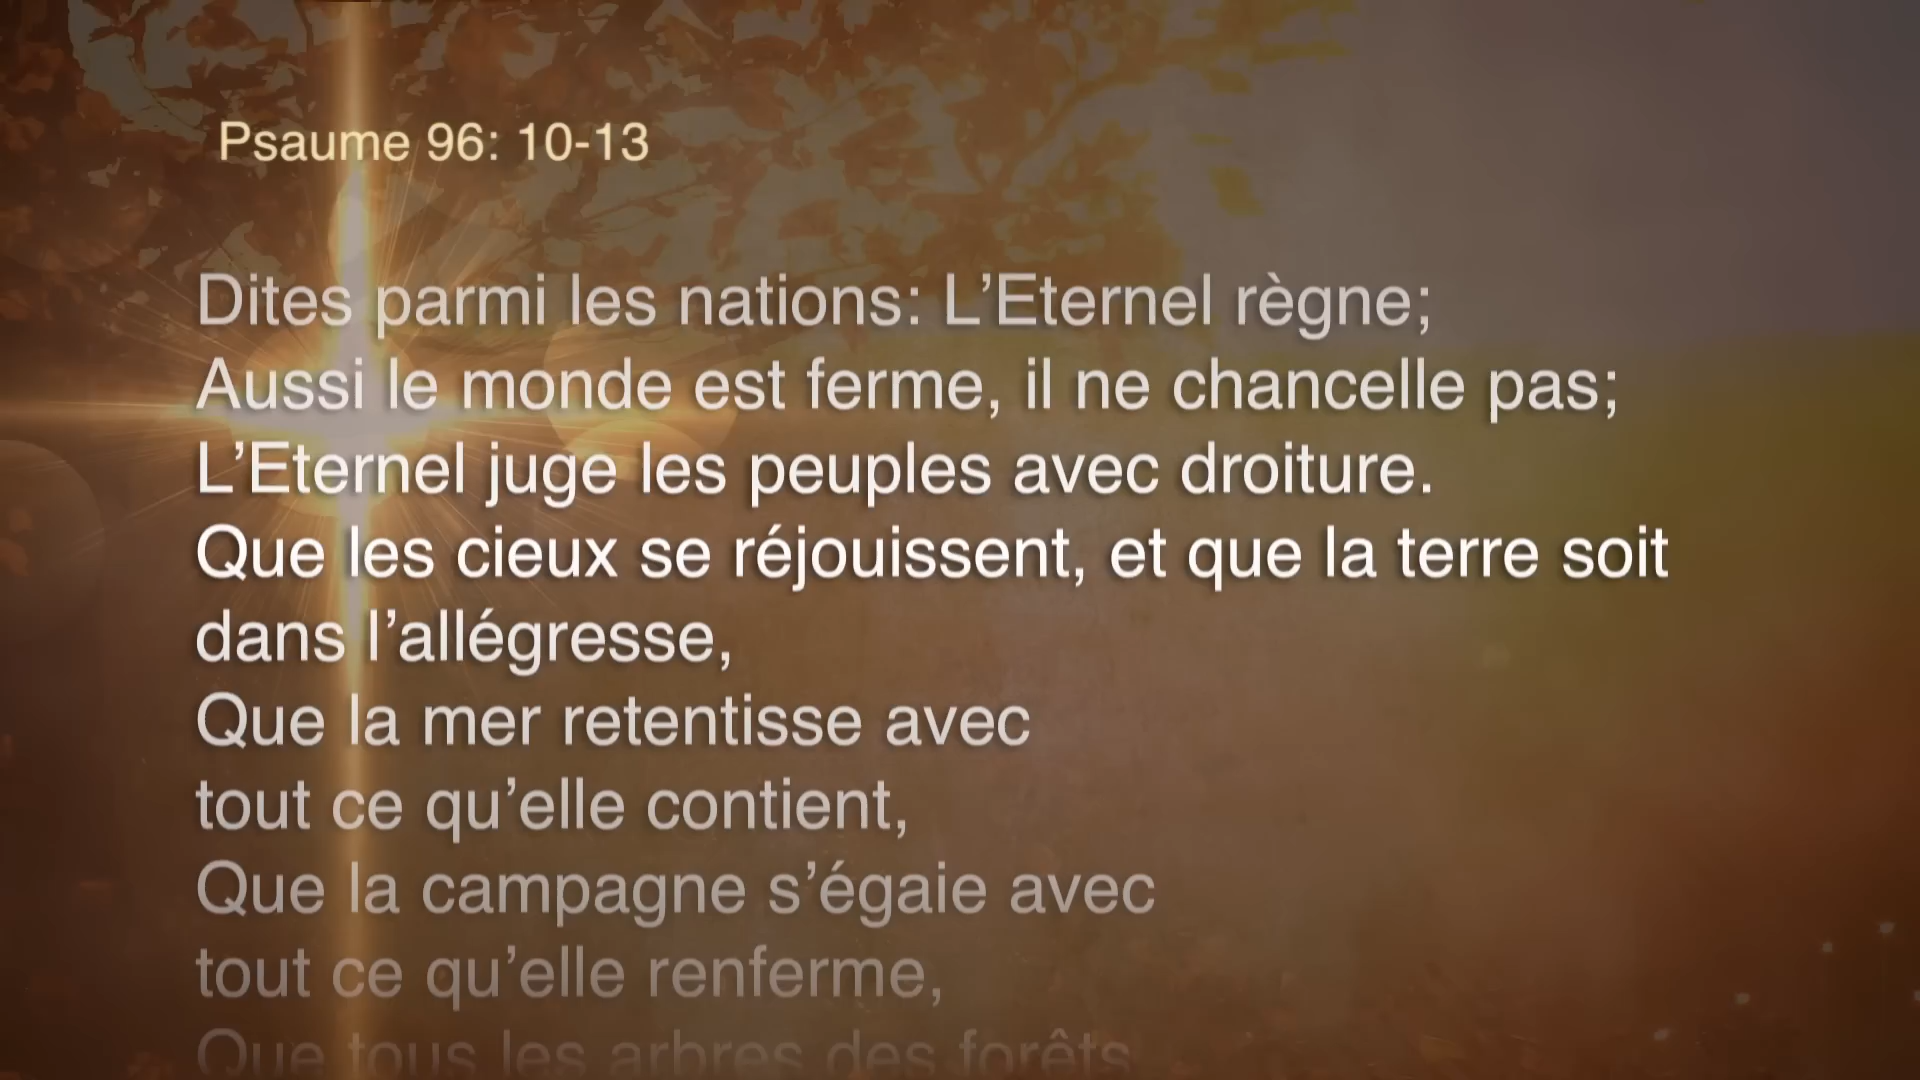 Psaume 96: 10-13
Dites parmi les nations: L’Eternel règne;
Aussi le monde est ferme, il ne chancelle pas;
L’Eternel juge les peuples avec droiture.
Que les cieux se réjouissent, et que la terre soit
dans l’allégresse,
Que la mer retentisse avec
tout ce qu’elle contient,
Que la campagne s’égaie avec
tout ce qu’elle renferme,
Que tous les arbres des forêts